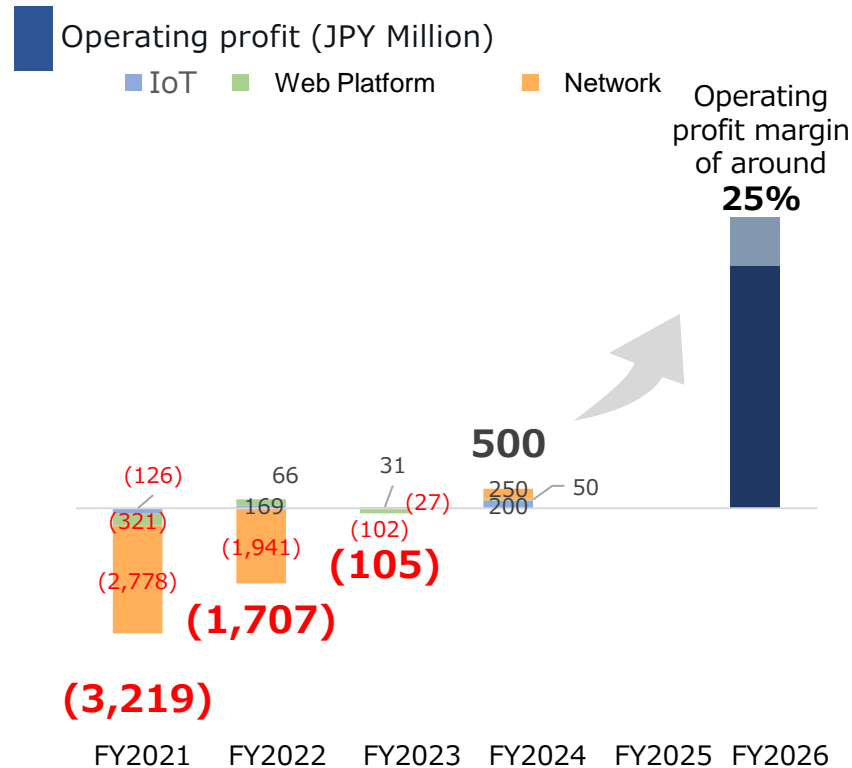 Operating profit (JPY Million)
IoT Web Platform Network
Operating
profit margin
of around
25%
500
(126) 66 31 250 50
(27)
169 200
(321) (102)
(2,778) (1,941) (105)
(1,707)
(3,219)
FY2021 FY2022 FY2023 FY2024 FY2025 FY2026